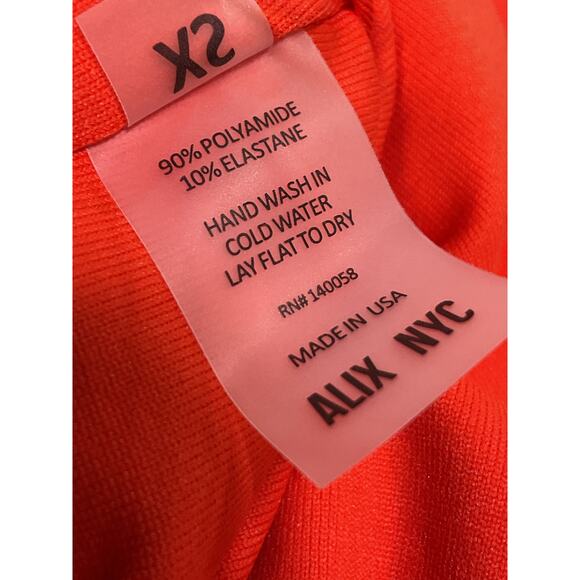 XS
90% POLYAMIDE
10% ELASTANE
HAND WASH IN
COLD WATER
LAY FLAT TO DRY
RN# 140058
MADE IN USA
ALIX NYC